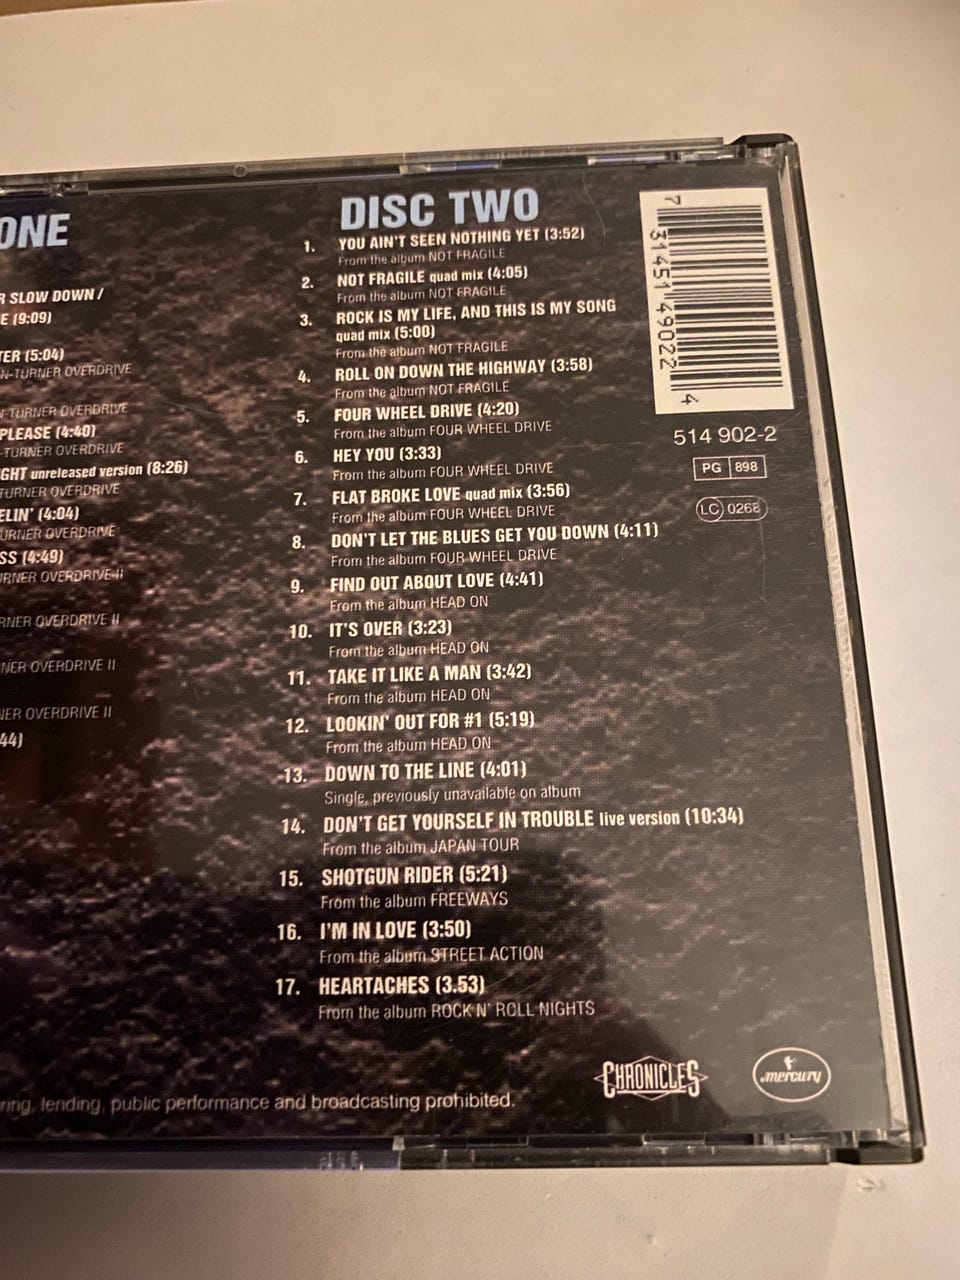 ONE
R SLOW DOWN /
E (9:09)
TER (5:04)
N-TURNER OVERDRIVE
N-TURNER OVERDRIVE
PLEASE (4:40)
-TURNER OVERDRIVE
GHT unreleased version (8:26)
TURNER OVERDRIVE
ELIN' (4:04)
URNER OVERDRIVE
SS (4:49)
URNER OVERDRIVE II
RNER OVERDRIVE II
NER OVERDRIVE II
NER OVERDRIVE II
44)
DISC TWO
1. YOU AIN'T SEEN NOTHING YET (3:52)
From the album NOT FRAGILE
2. NOT FRAGILE quad mix (4:05)
From the album NOT FRAGILE
3. ROCK IS MY LIFE, AND THIS IS MY SONG
quad mix (5:00)
From the album NOT FRAGILE
4. ROLL ON DOWN THE HIGHWAY (3:58)
From the album NOT FRAGILE
5. FOUR WHEEL DRIVE (4:20)
From the album FOUR WHEEL DRIVE
6. HEY YOU (3:33)
From the album FOUR WHEEL DRIVE
7. FLAT BROKE LOVE quad mix (3:56)
From the album FOUR WHEEL DRIVE
8. DON'T LET THE BLUES GET YOU DOWN (4:11)
From the album FOUR WHEEL DRIVE
9. FIND OUT ABOUT LOVE (4:41)
From the album HEAD ON
10. IT'S OVER (3:23)
From the album HEAD ON
11. TAKE IT LIKE A MAN (3:42)
From the album HEAD ON
12. LOOKIN' OUT FOR #1 (5:19)
From the album HEAD ON
13. DOWN TO THE LINE (4:01)
Single, previously unavailable on album
14. DON'T GET YOURSELF IN TROUBLE live version (10:34)
From the album JAPAN TOUR
15. SHOTGUN RIDER (5:21)
From the album FREEWAYS
16. I'M IN LOVE (3:50)
From the album STREET ACTION
17. HEARTACHES (3.53)
From the album ROCK N' ROLL NIGHTS
7 31451 49022 4
514 902-2
PG 898
LC 0268
CHRONICLES
mercury
ring, lending, public performance and broadcasting prohibited.